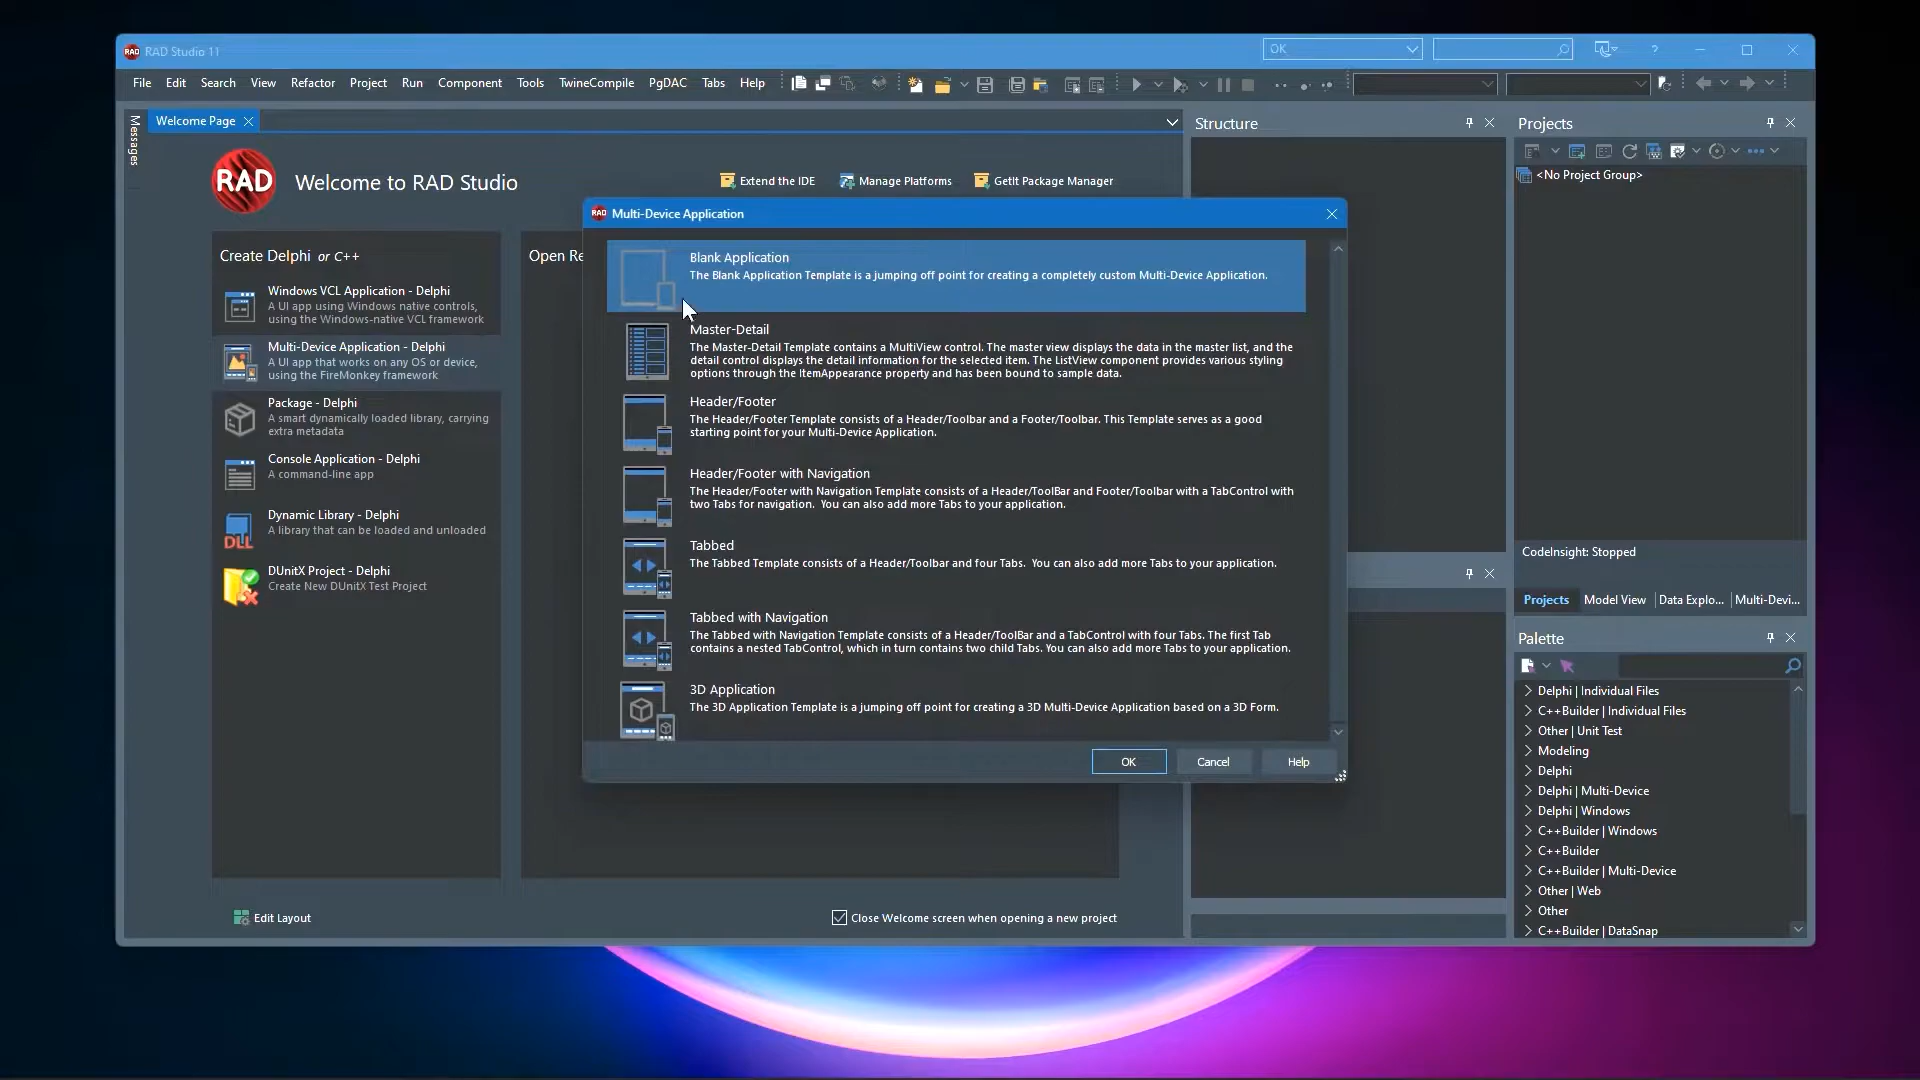 RAD RAD Studio 11
OK
?
File Edit Search View Refactor Project Run Component Tools TwineCompile PgDAC Tabs Help
Messages
Welcome Page
RAD
Welcome to RAD Studio
Extend the IDE
Manage Platforms
GetIt Package Manager
Create Delphi or C++
Windows VCL Application - Delphi
A UI app using Windows native controls,
using the Windows-native VCL framework
Multi-Device Application - Delphi
A UI app that works on any OS or device,
using the FireMonkey framework
Package - Delphi
A smart dynamically loaded library, carrying
extra metadata
Console Application - Delphi
A command-line app
DLL
Dynamic Library - Delphi
A library that can be loaded and unloaded
DUnitX Project - Delphi
Create New DUnitX Test Project
Open Re
Edit Layout
Close Welcome screen when opening a new project
RAD Multi-Device Application
Blank Application
The Blank Application Template is a jumping off point for creating a completely custom Multi-Device Application.
Master-Detail
The Master-Detail Template contains a MultiView control. The master view displays the data in the master list, and the
detail control displays the detail information for the selected item. The ListView component provides various styling
options through the ItemAppearance property and has been bound to sample data.
Header/Footer
The Header/Footer Template consists of a Header/Toolbar and a Footer/Toolbar. This Template serves as a good
starting point for your Multi-Device Application.
Header/Footer with Navigation
The Header/Footer with Navigation Template consists of a Header/ToolBar and Footer/Toolbar with a TabControl with
two Tabs for navigation. You can also add more Tabs to your application.
Tabbed
The Tabbed Template consists of a Header/Toolbar and four Tabs. You can also add more Tabs to your application.
Tabbed with Navigation
The Tabbed with Navigation Template consists of a Header/ToolBar and a TabControl with four Tabs. The first Tab
contains a nested TabControl, which in turn contains two child Tabs. You can also add more Tabs to your application.
3D Application
The 3D Application Template is a jumping off point for creating a 3D Multi-Device Application based on a 3D Form.
OK
Cancel
Help
Structure
Projects
<No Project Group>
CodeInsight: Stopped
Projects
Model View
Data Explo...
Multi-Devi...
Palette
Delphi | Individual Files
C++Builder | Individual Files
Other | Unit Test
Modeling
Delphi
Delphi | Multi-Device
Delphi | Windows
C++Builder | Windows
C++Builder
C++Builder | Multi-Device
Other | Web
Other
C++Builder | DataSnap